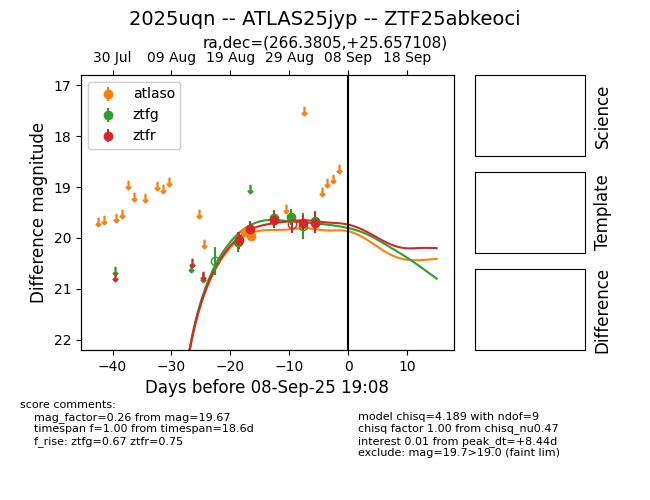 2025uqn -- ATLAS25jyp -- ZTF25abkeoci
ra,dec=(266.3805,+25.657108)
30 Jul 09 Aug 19 Aug 29 Aug 08 Sep 18 Sep
atlaso
ztfg
ztfr
17
18
19
20
21
22
Difference magnitude
−40 −30 −20 −10 0 10
Days before 08-Sep-25 19:08
Science
Template
Difference
score comments:
mag_factor=0.26 from mag=19.67
timespan f=1.00 from timespan=18.6d
f_rise: ztfg=0.67 ztfr=0.75
model chisq=4.189 with ndof=9
chisq factor 1.00 from chisq_nu0.47
interest 0.01 from peak_dt=+8.44d
exclude: mag=19.7>19.0 (faint lim)